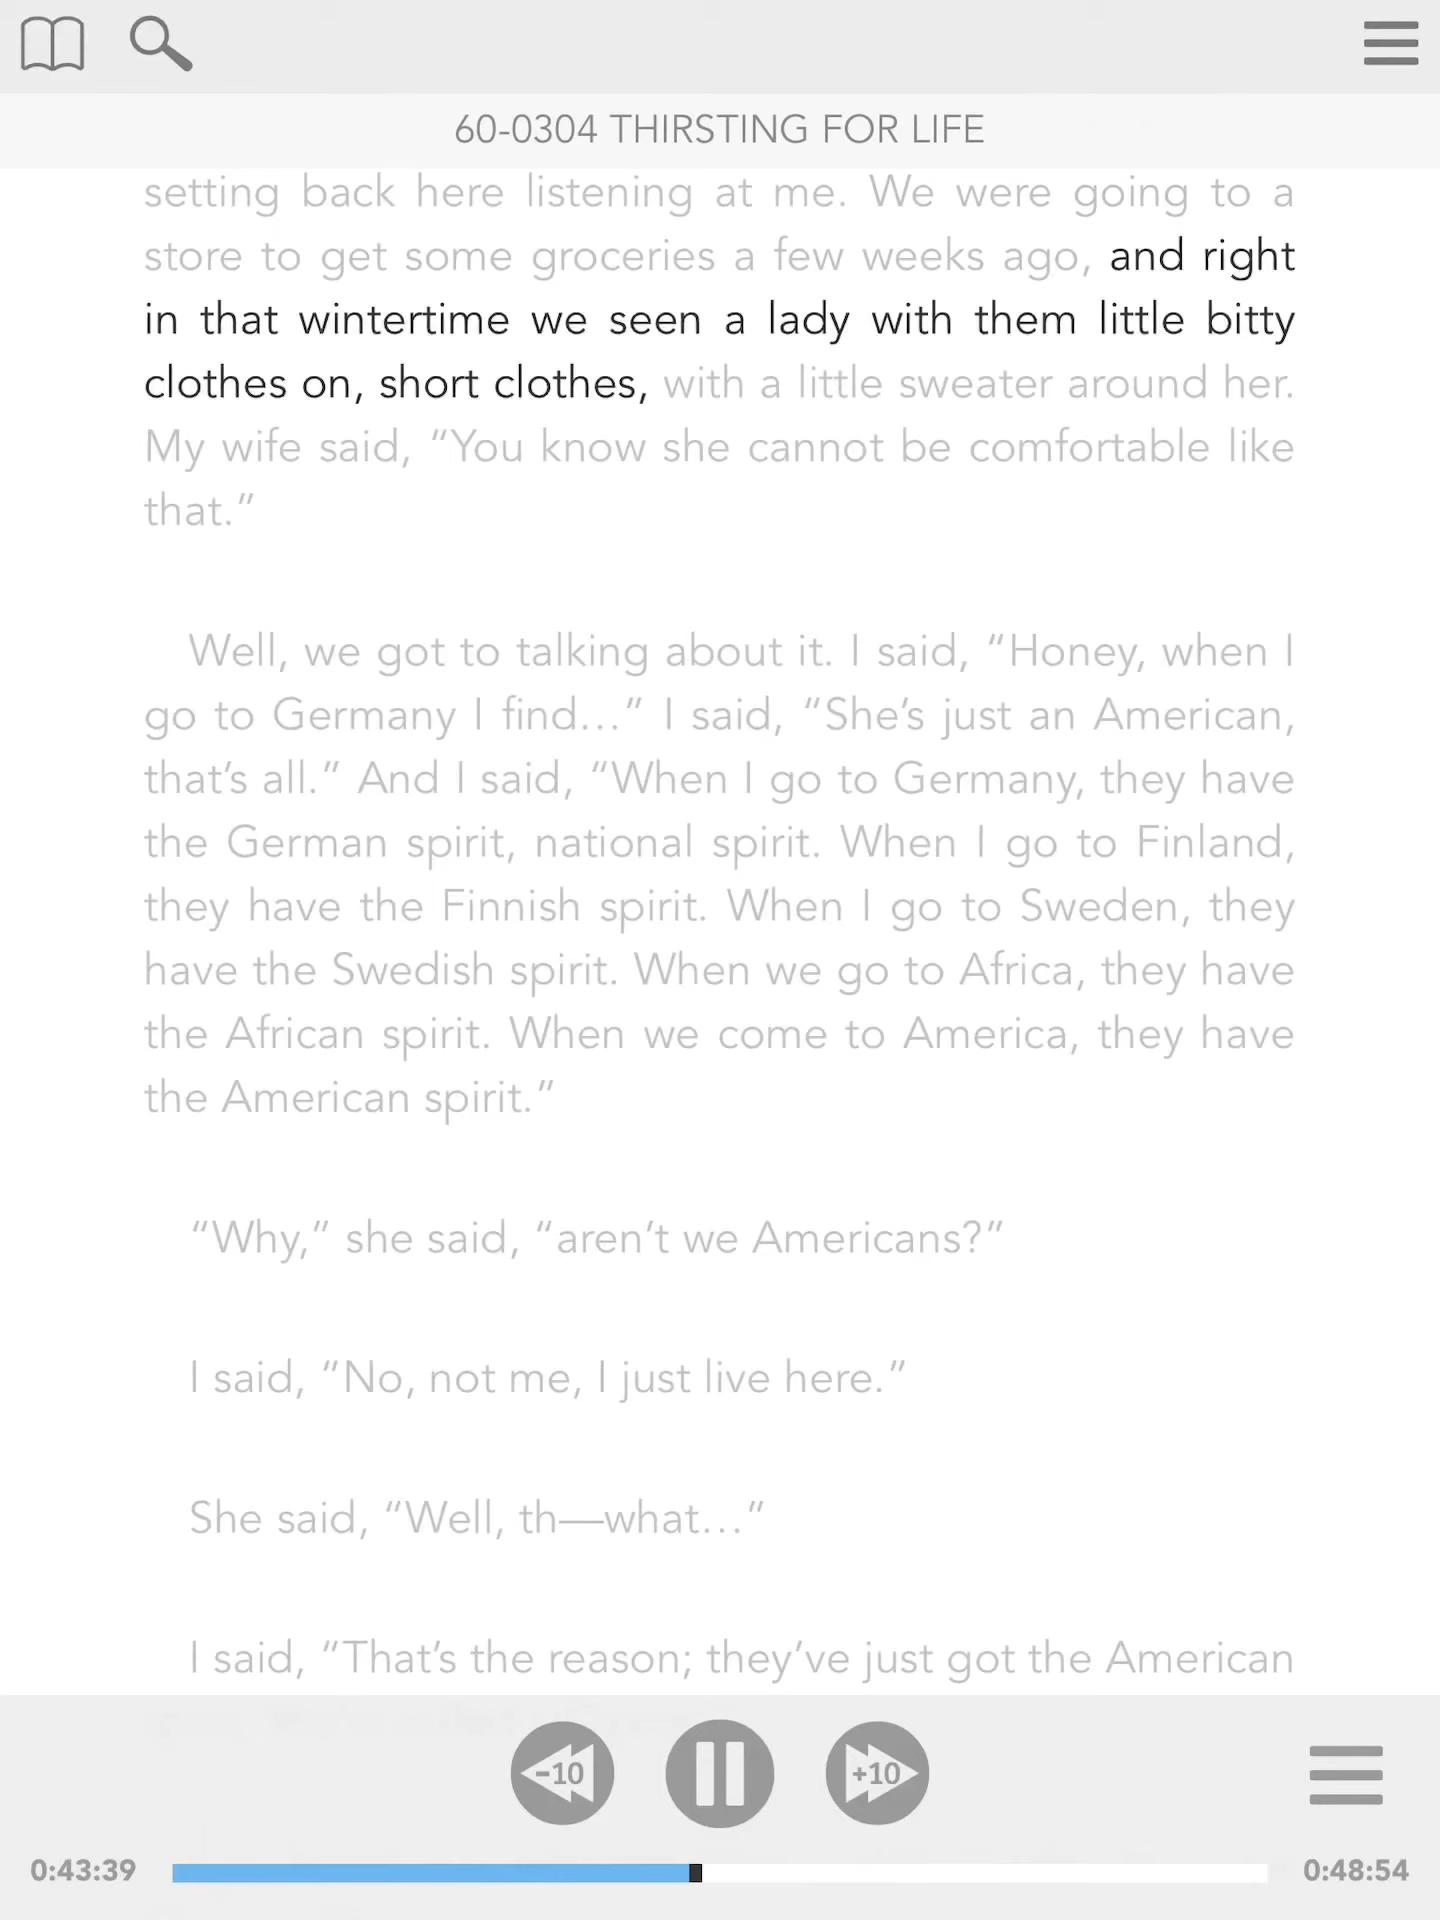 60-0304 THIRSTING FOR LIFE
setting back here listening at me. We were going to a
store to get some groceries a few weeks ago, and right
in that wintertime we seen a lady with them little bitty
clothes on, short clothes, with a little sweater around her.
My wife said, “You know she cannot be comfortable like
that.”
Well, we got to talking about it. I said, “Honey, when I
go to Germany I find…” I said, “She’s just an American,
that’s all.” And I said, “When I go to Germany, they have
the German spirit, national spirit. When I go to Finland,
they have the Finnish spirit. When I go to Sweden, they
have the Swedish spirit. When we go to Africa, they have
the African spirit. When we come to America, they have
the American spirit.”
“Why,” she said, “aren’t we Americans?”
I said, “No, not me, I just live here.”
She said, “Well, th—what…”
I said, “That’s the reason; they’ve just got the American
-10
+10
0:43:39
0:48:54